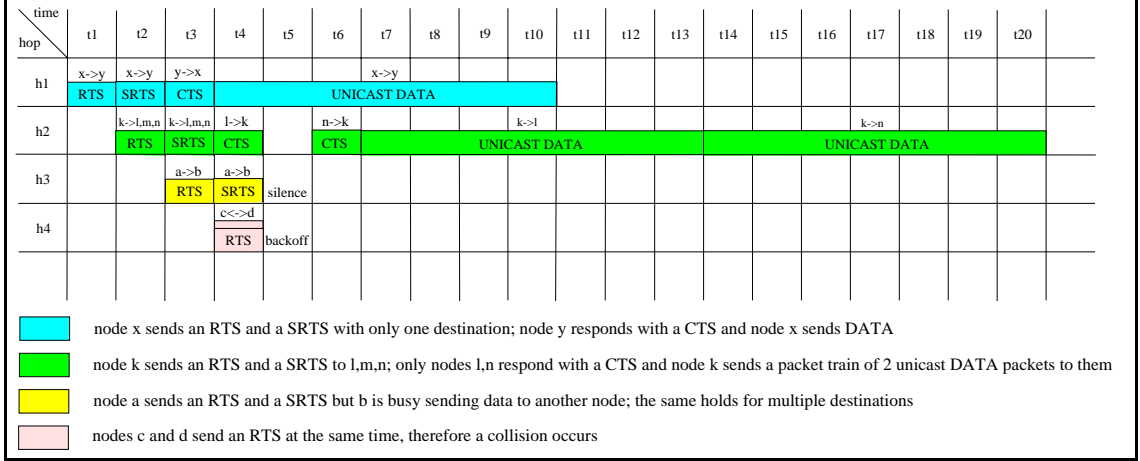 time
hop t1 t2 t3 t4 t5 t6 t7 t8 t9 t10 t11 t12 t13 t14 t15 t16 t17 t18 t19 t20
x->y x->y y->x x->y
h1 RTS SRTS CTS UNICAST DATA
k->l,m,n k->l,m,n l->k n->k k->l k->n
h2 RTS SRTS CTS CTS UNICAST DATA UNICAST DATA
a->b a->b
h3 RTS SRTS silence
c<->d
h4 RTS backoff
node x sends an RTS and a SRTS with only one destination; node y responds with a CTS and node x sends DATA
node k sends an RTS and a SRTS to l,m,n; only nodes l,n respond with a CTS and node k sends a packet train of 2 unicast DATA packets to them
node a sends an RTS and a SRTS but b is busy sending data to another node; the same holds for multiple destinations
nodes c and d send an RTS at the same time, therefore a collision occurs